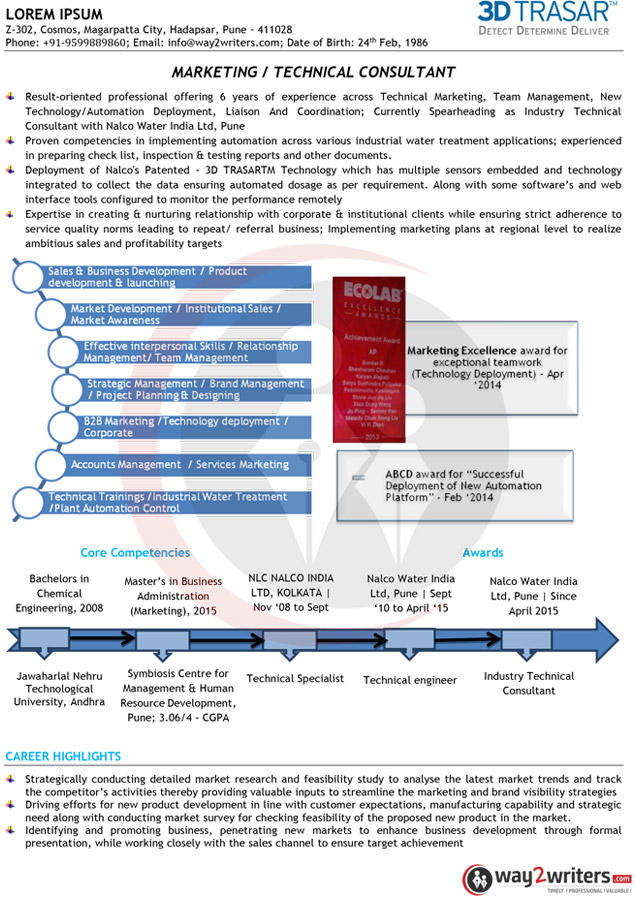 LOREM IPSUM
Z-302, Cosmos, Magarpatta City, Hadapsar, Pune – 411028
Phone: +91-9599889860; Email: info@way2writers.com; Date of Birth: 24th Feb, 1986
3D TRASAR™
DETECT DETERMINE DELIVER
MARKETING / TECHNICAL CONSULTANT
Result-oriented professional offering 6 years of experience across Technical Marketing, Team Management, New
Technology/Automation Deployment, Liaison And Coordination; Currently Spearheading as Industry Technical
Consultant with Nalco Water India Ltd, Pune
Proven competencies in implementing automation across various industrial water treatment applications; experienced
in preparing check list, inspection & testing reports and other documents.
Deployment of Nalco's Patented - 3D TRASARTM Technology which has multiple sensors embedded and technology
integrated to collect the data ensuring automated dosage as per requirement. Along with some software's and web
interface tools configured to monitor the performance remotely
Expertise in creating & nurturing relationship with corporate & institutional clients while ensuring strict adherence to
service quality norms leading to repeat/ referral business; Implementing marketing plans at regional level to realize
ambitious sales and profitability targets
Sales & Business Development / Product
development & launching
Market Development / Institutional Sales /
Market Awareness
Effective interpersonal Skills / Relationship
Management/ Team Management
Strategic Management / Brand Management
/ Project Planning & Designing
B2B Marketing /Technology deployment /
Corporate
Accounts Management / Services Marketing
Technical Trainings /Industrial Water Treatment
/Plant Automation Control
ECOLAB
EXCELLENCE
AWARDS
Achievement Award
AP
2013
Marketing Excellence award for
exceptional teamwork
(Technology Deployment) - Apr
‘2014
ABCD award for “Successful
Deployment of New Automation
Platform” - Feb ‘2014
Core Competencies
Awards
Bachelors in
Chemical
Engineering, 2008
Master’s in Business
Administration
(Marketing), 2015
NLC NALCO INDIA
LTD, KOLKATA |
Nov ‘08 to Sept
Nalco Water India
Ltd, Pune | Sept
‘10 to April ‘15
Nalco Water India
Ltd, Pune | Since
April 2015
Jawaharlal Nehru
Technological
University, Andhra
Symbiosis Centre for
Management & Human
Resource Development,
Pune; 3.06/4 - CGPA
Technical Specialist
Technical engineer
Industry Technical
Consultant
CAREER HIGHLIGHTS
Strategically conducting detailed market research and feasibility study to analyse the latest market trends and track
the competitor’s activities thereby providing valuable inputs to streamline the marketing and brand visibility strategies
Driving efforts for new product development in line with customer expectations, manufacturing capability and strategic
need along with conducting market survey for checking feasibility of the proposed new product in the market.
Identifying and promoting business, penetrating new markets to enhance business development through formal
presentation, while working closely with the sales channel to ensure target achievement
way2writers.com
TIMELY ! PROFESSIONAL ! VALUABLE !